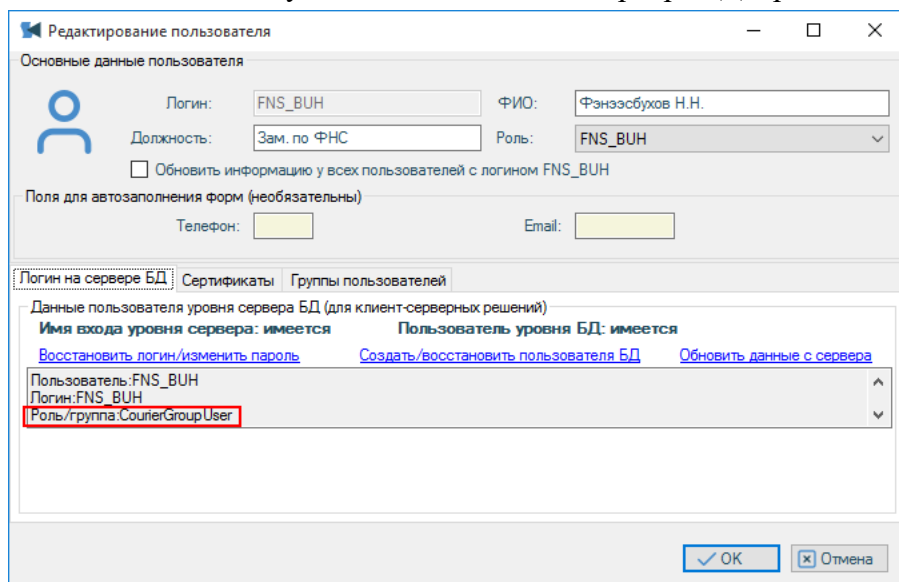 Редактирование пользователя
Основные данные пользователя
Логин: FNS_BUH ФИО: Фэнээсбухов Н.Н.
Должность: Зам. по ФНС Роль: FNS_BUH
Обновить информацию у всех пользователей с логином FNS_BUH
Поля для автозаполнения форм (необязательны)
Телефон: Email:
Логин на сервере БД Сертификаты Группы пользователей
Данные пользователя уровня сервера БД (для клиент-серверных решений)
Имя входа уровня сервера: имеется Пользователь уровня БД: имеется
Восстановить логин/изменить пароль Создать/восстановить пользователя БД Обновить данные с сервера
Пользователь:FNS_BUH
Логин:FNS_BUH
Роль/группа:CourierGroupUser
OK Отмена